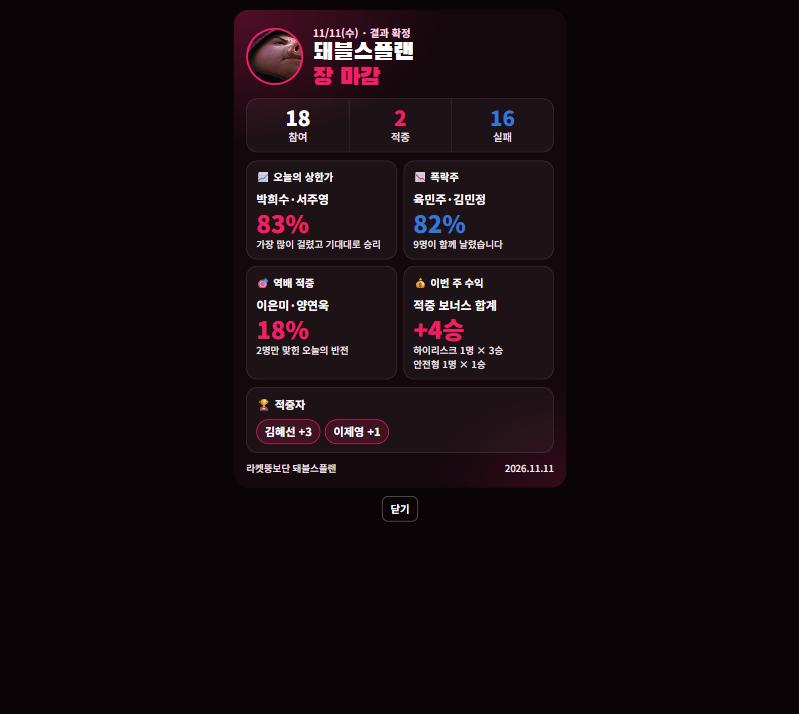 11/11(수) · 결과 확정
돼블스플랜
장 마감
18
참여
2
적중
16
실패
오늘의 상한가
박희수·서주영
83%
가장 많이 걸렸고 기대대로 승리
폭락주
육민주·김민정
82%
9명이 함께 날렸습니다
역배 적중
이은미·양연욱
18%
2명만 맞힌 오늘의 반전
이번 주 수익
적중 보너스 합계
+4승
하이리스크 1명 × 3승
안전형 1명 × 1승
적중자
김혜선 +3
이제영 +1
라켓뚱보단 돼블스플랜
2026.11.11
닫기